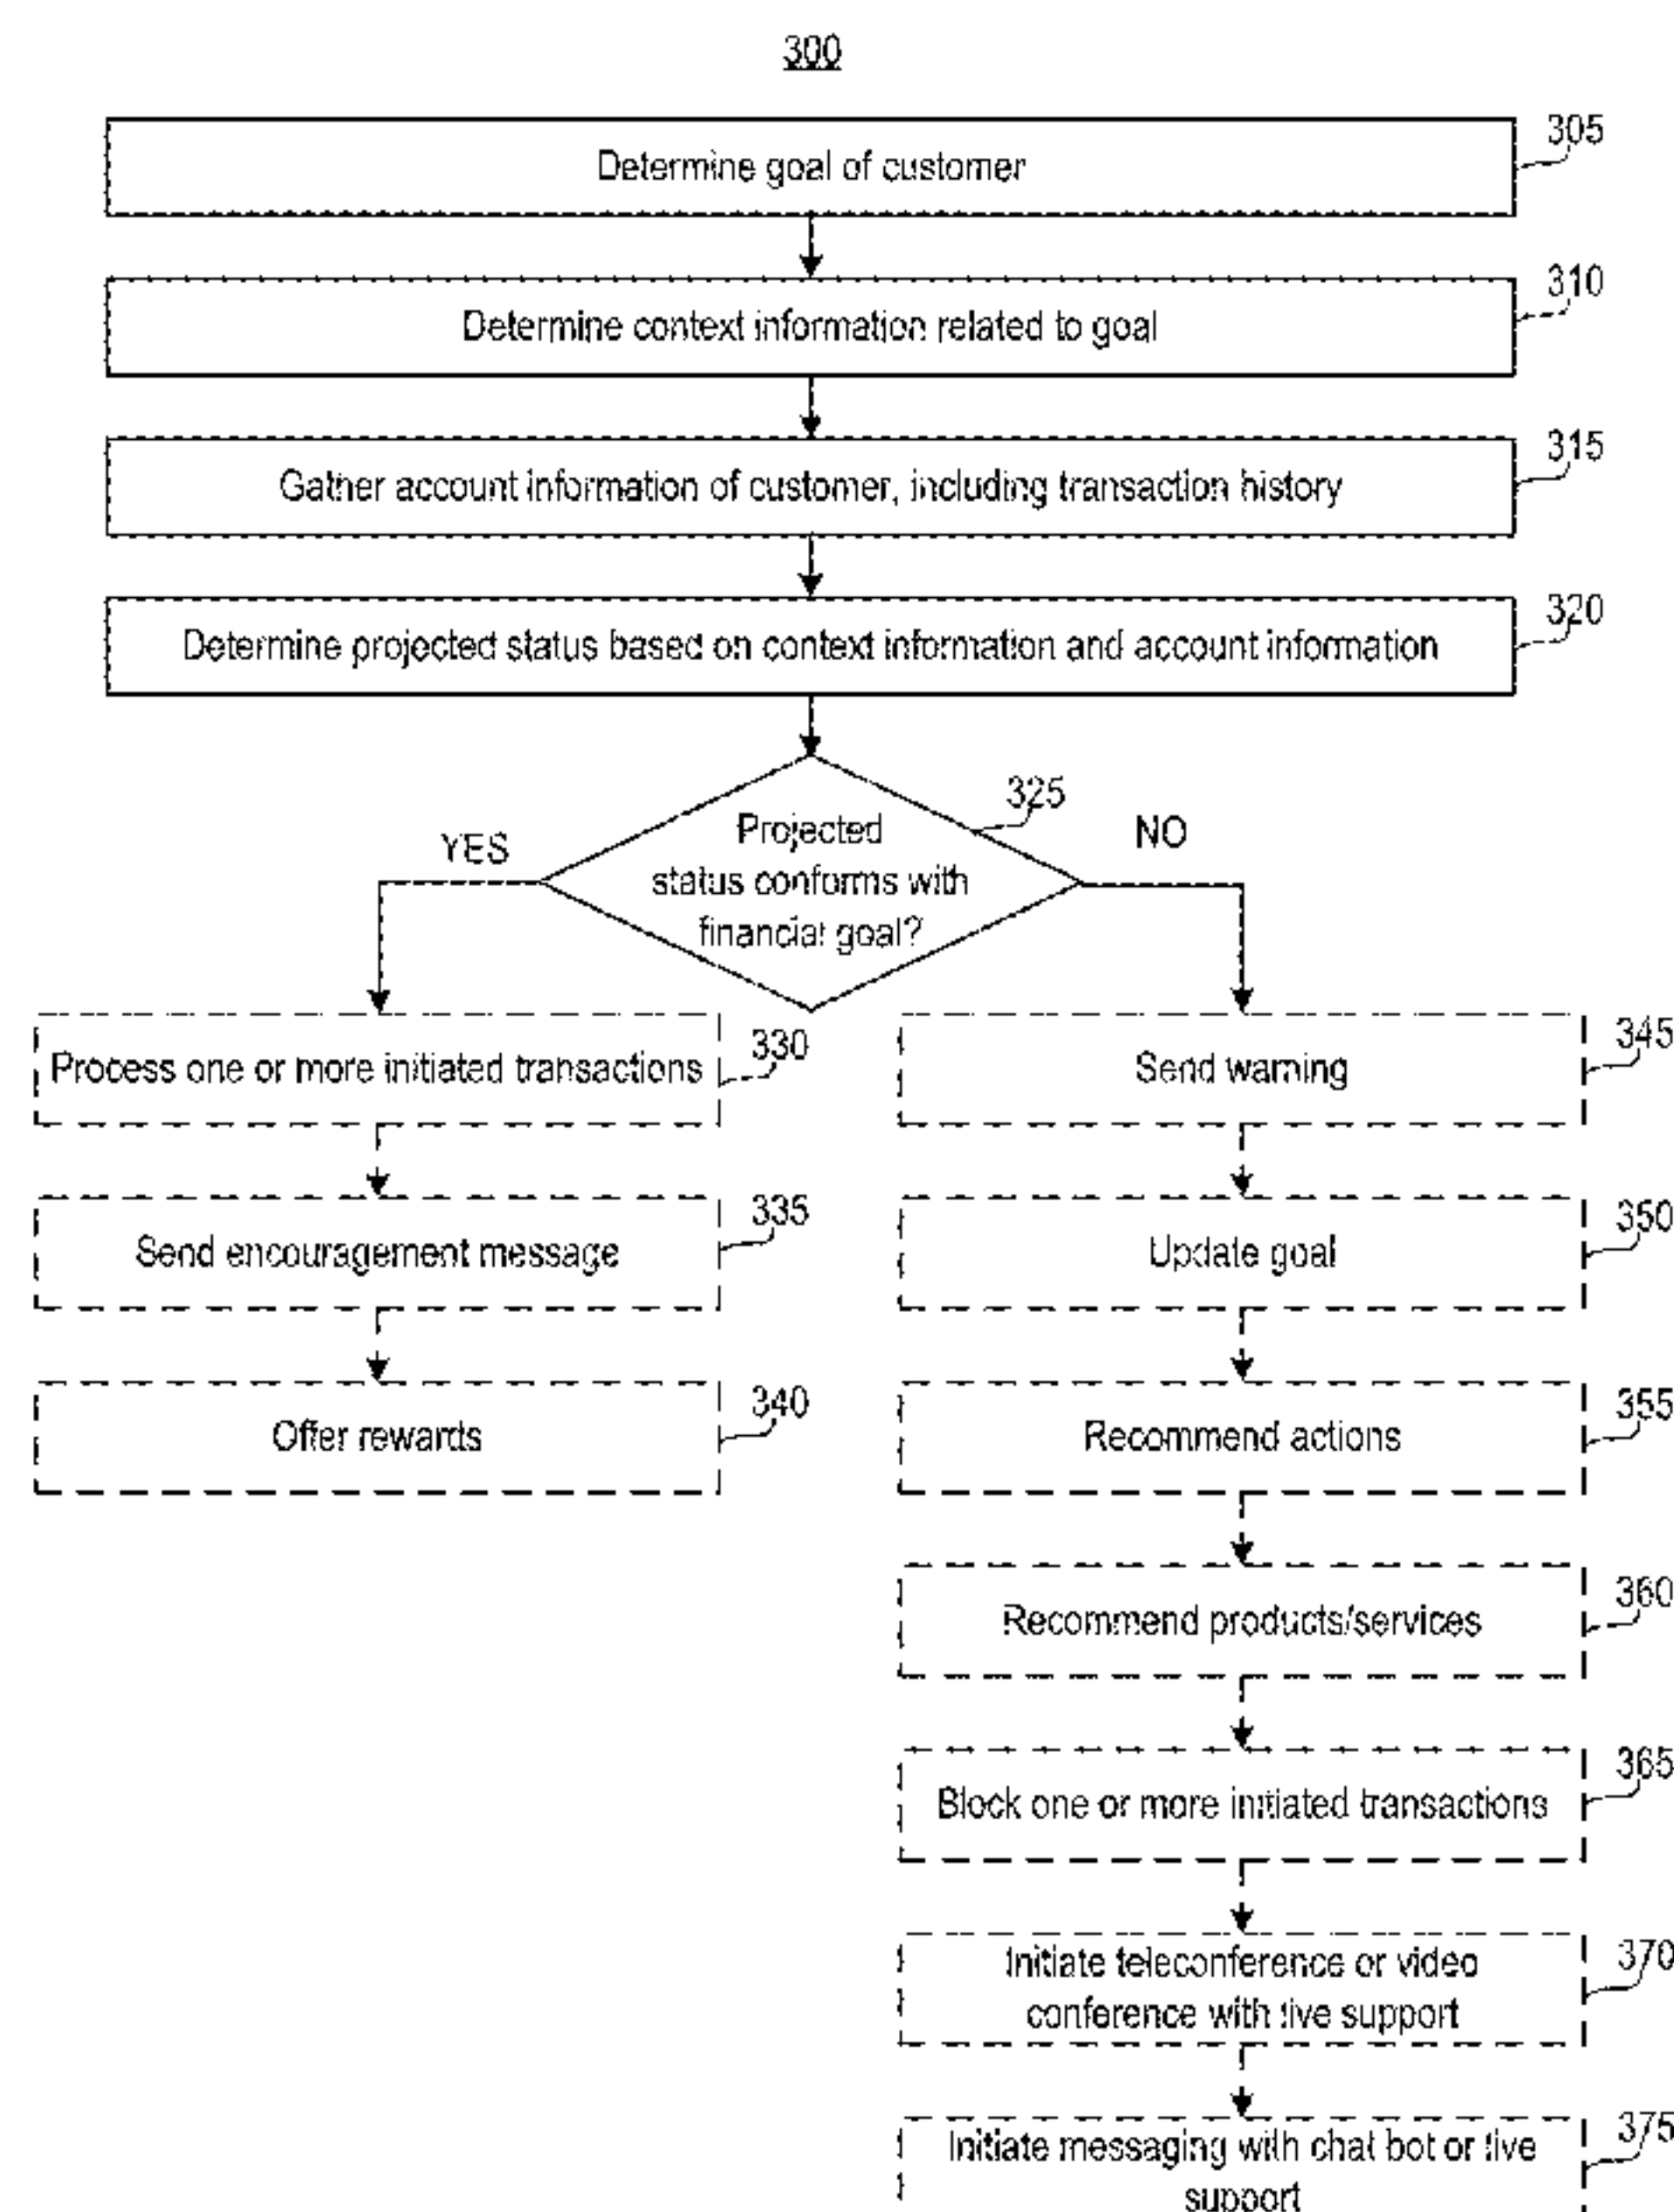 300
Determine goal of customer
305
Determine context information related to goal
310
Gather account information of customer, including transaction history
315
Determine projected status based on context information and account information
320
Projected
status conforms with
financial goal?
325
YES
NO
Process one or more initiated transactions
330
Send encouragement message
335
Offer rewards
340
Send warning
345
Update goal
350
Recommend actions
355
Recommend products/services
360
Block one or more initiated transactions
365
Initiate teleconference or video
conference with live support
370
Initiate messaging with chat bot or live
support
375